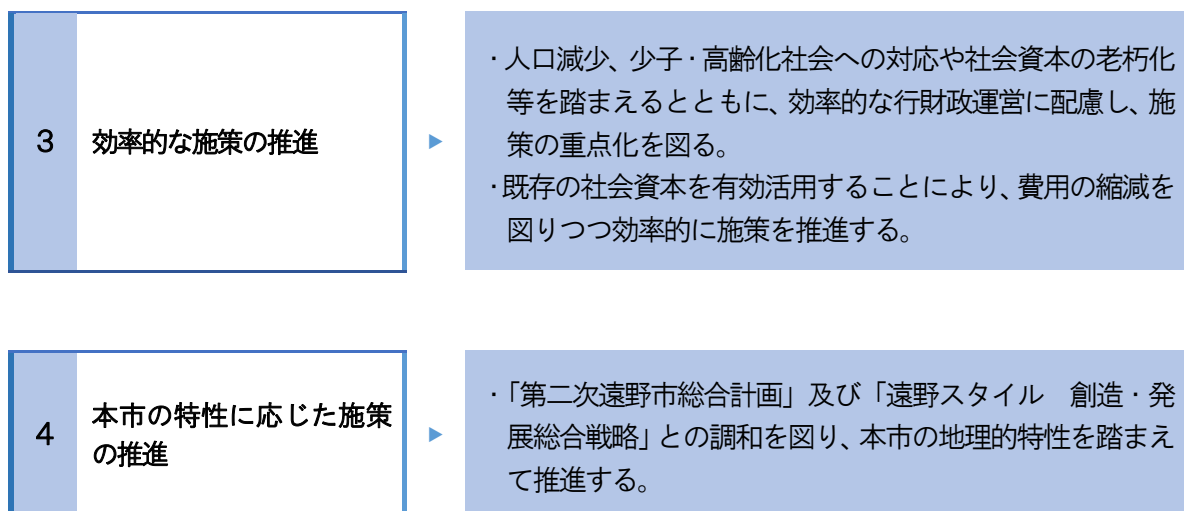 3 効率的な施策の推進
・人口減少、少子・高齢化社会への対応や社会資本の老朽化
等を踏まえるとともに、効率的な行財政運営に配慮し、施
策の重点化を図る。
・既存の社会資本を有効活用することにより、費用の縮減を
図りつつ効率的に施策を推進する。
4 本市の特性に応じた施策
の推進
・「第二次遠野市総合計画」及び「遠野スタイル　創造・発
展総合戦略」との調和を図り、本市の地理的特性を踏まえ
て推進する。